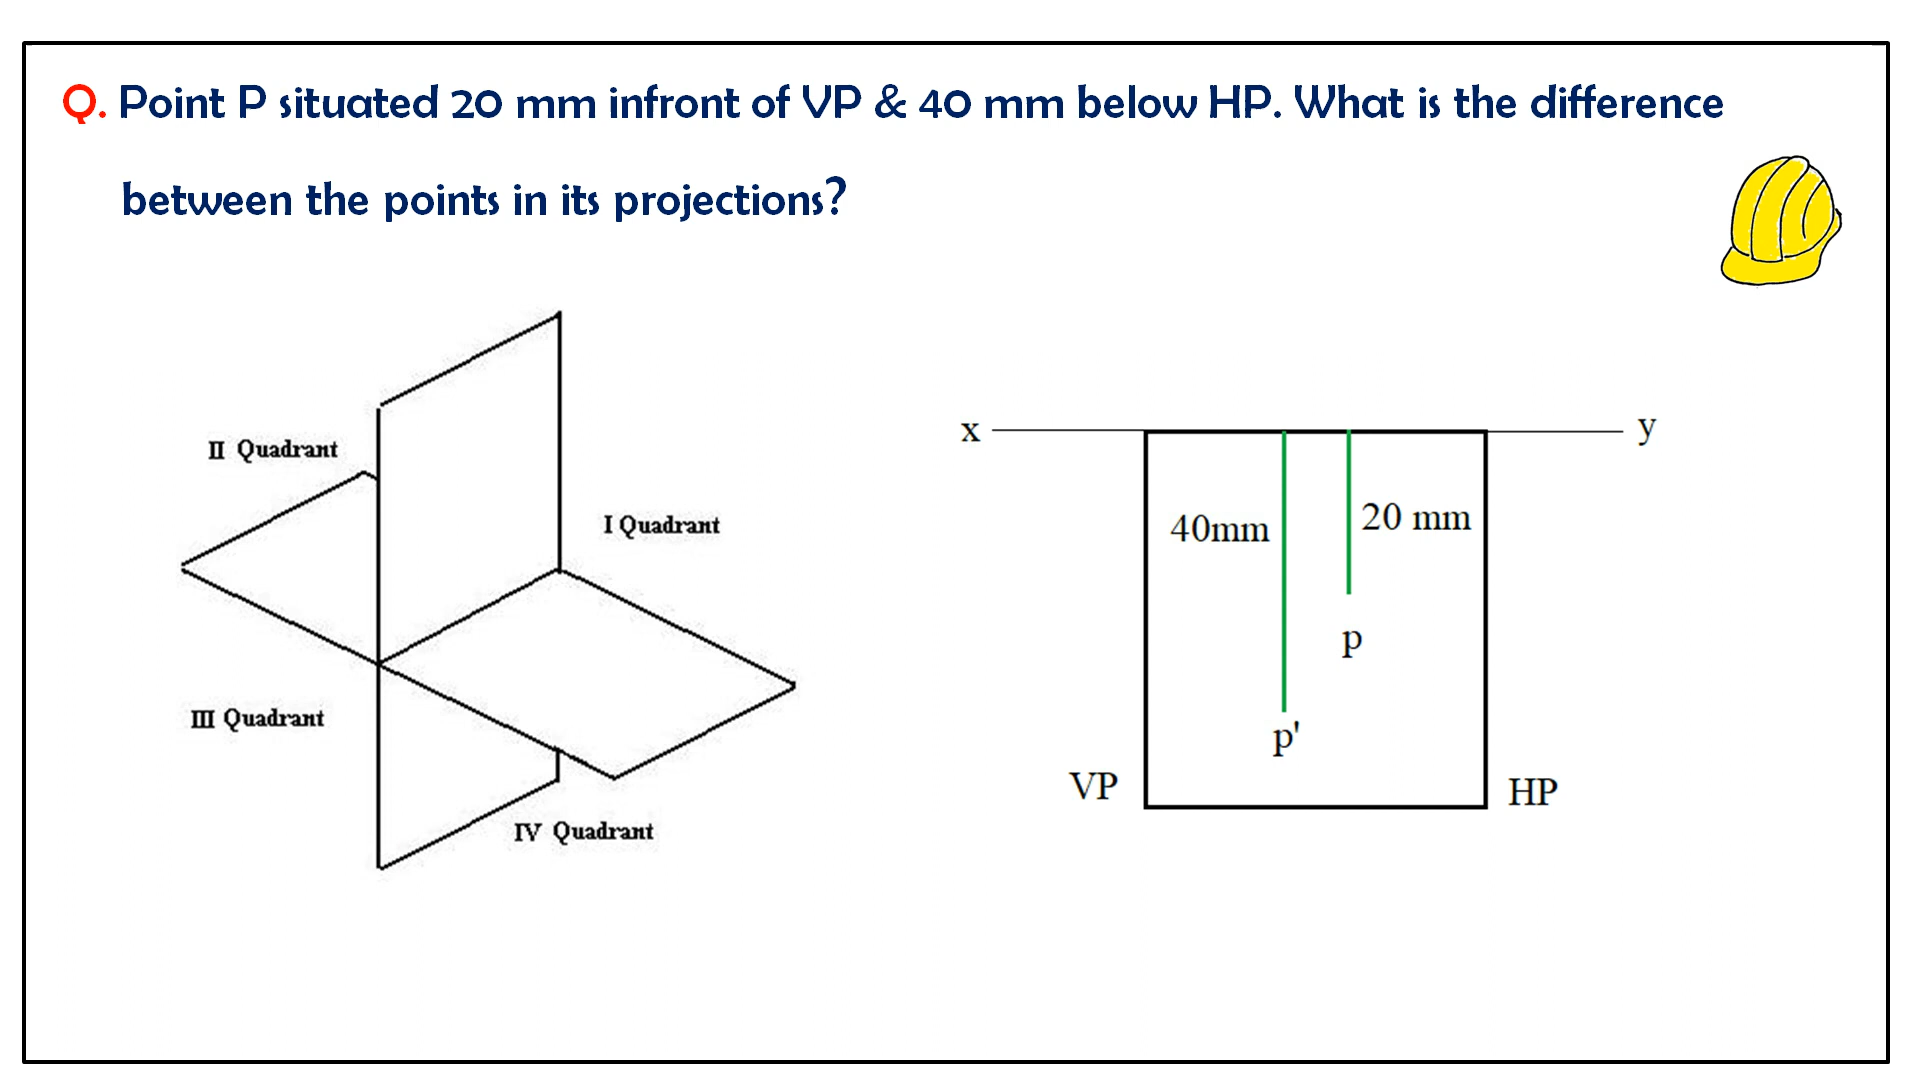 Q. Point P situated 20 mm infront of VP & 40 mm below HP. What is the difference
between the points in its projections?
II Quadrant
I Quadrant
III Quadrant
IV Quadrant
x
y
40mm
20 mm
p
p'
VP
HP